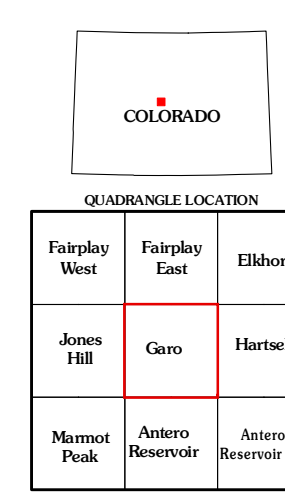 COLORADO
QUADRANGLE LOCATION
Fairplay
West
Fairplay
East
Elkhor
Jones
Hill
Garo
Hartse
Marmot
Peak
Antero
Reservoir
Antero
Reservoir